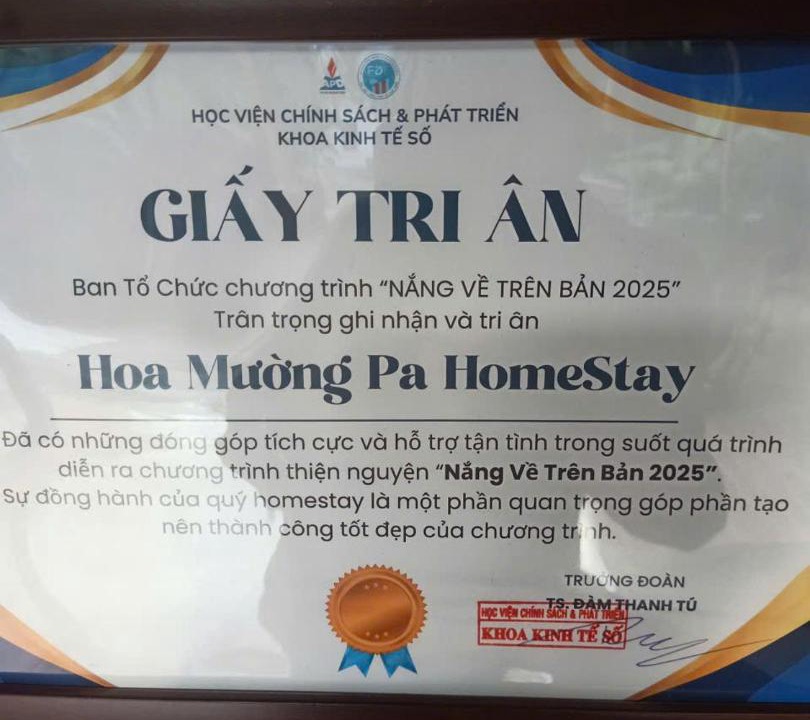 APD
FDE
HỌC VIỆN CHÍNH SÁCH & PHÁT TRIỂN
KHOA KINH TẾ SỐ
GIẤY TRI ÂN
Ban Tổ Chức chương trình “NẮNG VỀ TRÊN BẢN 2025”
Trân trọng ghi nhận và tri ân
Hoa Mường Pa HomeStay
Đã có những đóng góp tích cực và hỗ trợ tận tình trong suốt quá trình
diễn ra chương trình thiện nguyện “Nắng Về Trên Bản 2025”.
Sự đồng hành của quý homestay là một phần quan trọng góp phần tạo
nên thành công tốt đẹp của chương trình.
TRƯỞNG ĐOÀN
TS. ĐÀM THANH TÚ
HỌC VIỆN CHÍNH SÁCH & PHÁT TRIỂN
KHOA KINH TẾ SỐ